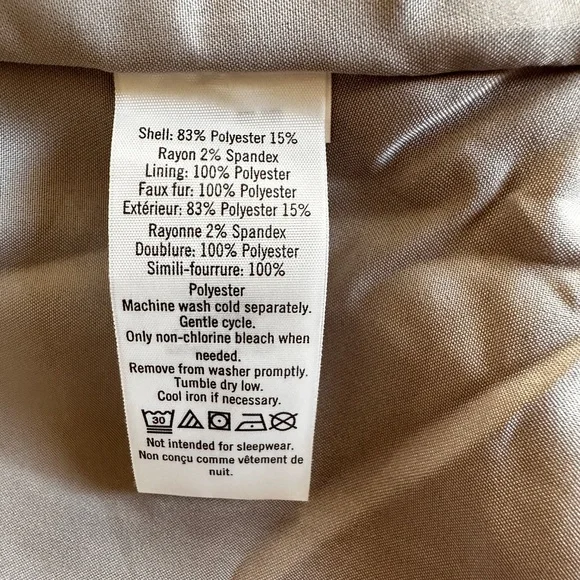 Shell: 83% Polyester 15%
Rayon 2% Spandex
Lining: 100% Polyester
Faux fur: 100% Polyester
Extérieur: 83% Polyester 15%
Rayonne 2% Spandex
Doublure: 100% Polyester
Simili-fourrure: 100%
Polyester
Machine wash cold separately.
Gentle cycle.
Only non-chlorine bleach when
needed.
Remove from washer promptly.
Tumble dry low.
Cool iron if necessary.
30
Not intended for sleepwear.
Non conçu comme vêtement de
nuit.